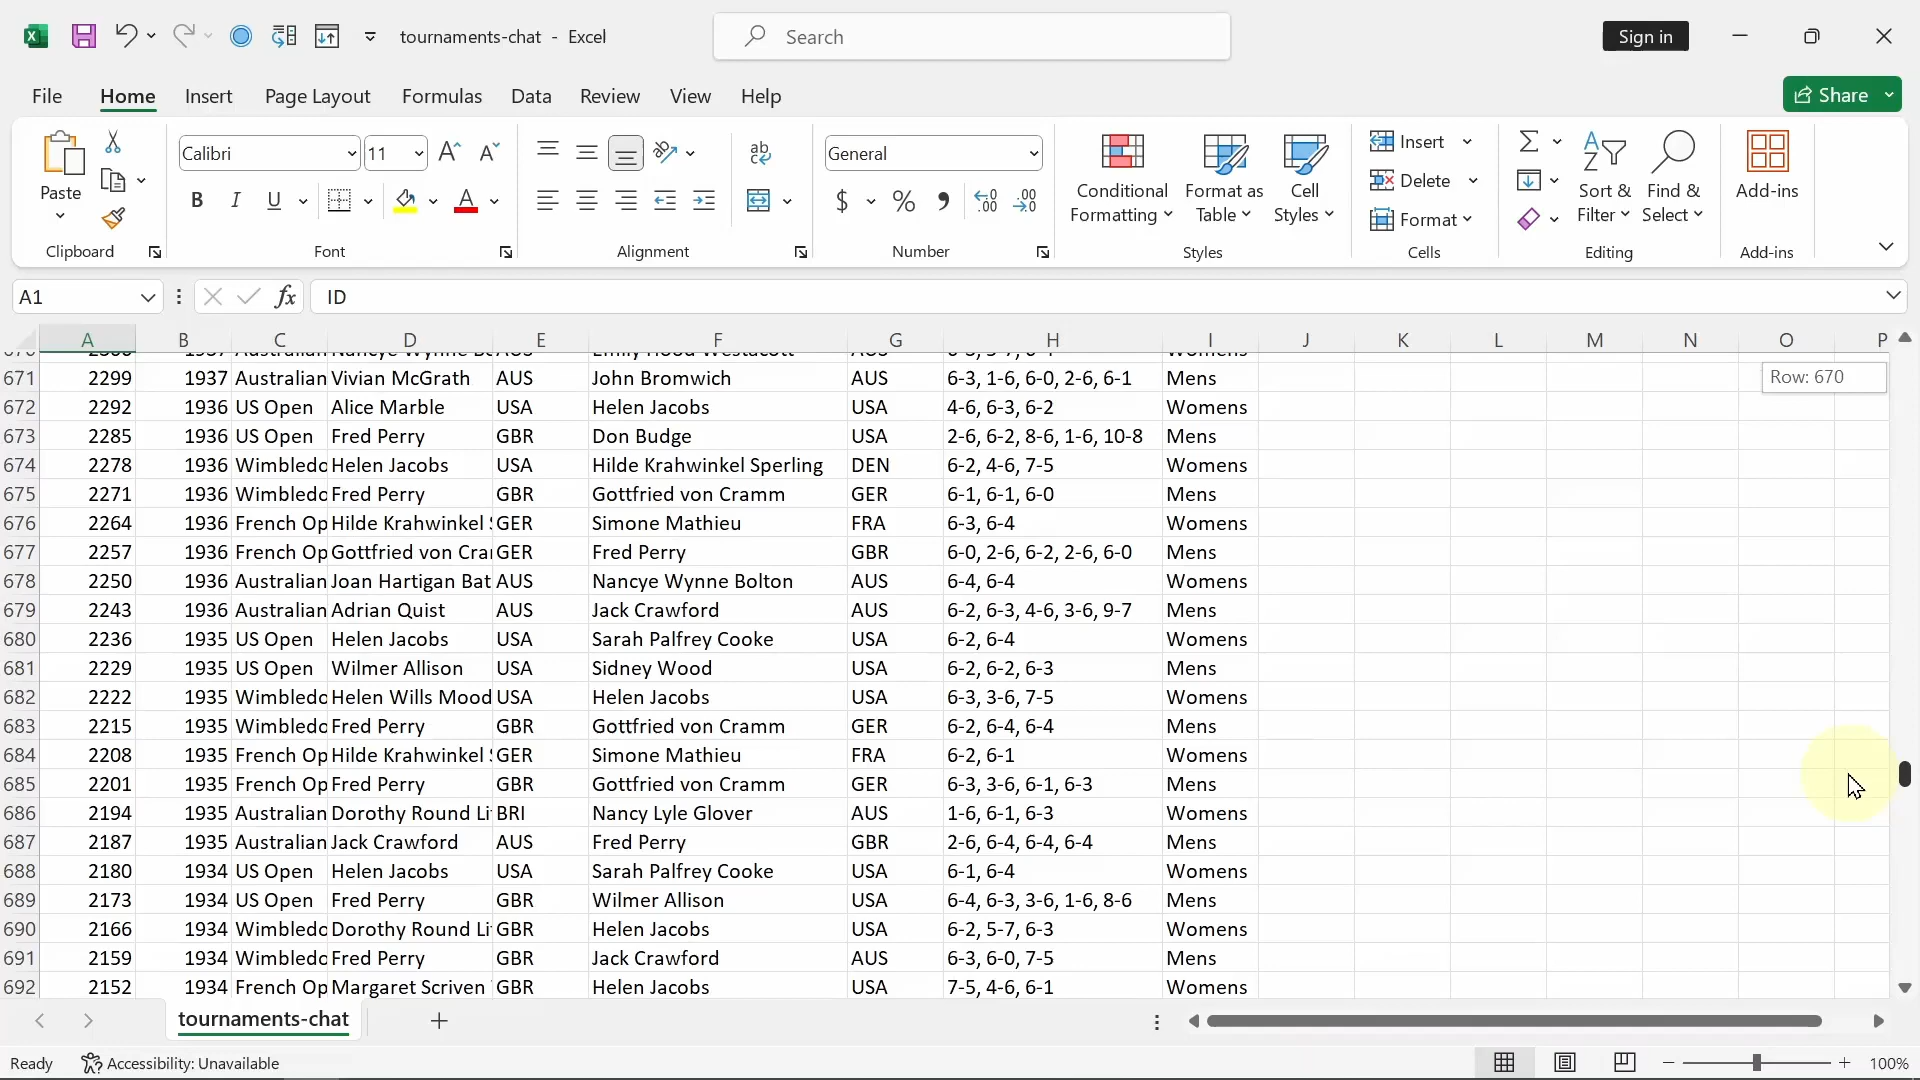 tournaments-chat - Excel
Search
Sign in
File Home Insert Page Layout Formulas Data Review View Help
Share
Paste
Clipboard
Calibri 11
B I U
Font
ab
Alignment
General
$ % ,
Number
Conditional Formatting
Format as Table
Cell Styles
Styles
Insert
Delete
Format
Cells
Sort & Filter
Find & Select
Editing
Add-ins
Add-ins
A1 fx ID
A B C D E F G H I J K L M N O P
671 2299 1937 Australian Vivian McGrath AUS John Bromwich AUS 6-3, 1-6, 6-0, 2-6, 6-1 Mens
Row: 670
672 2292 1936 US Open Alice Marble USA Helen Jacobs USA 4-6, 6-3, 6-2 Womens
673 2285 1936 US Open Fred Perry GBR Don Budge USA 2-6, 6-2, 8-6, 1-6, 10-8 Mens
674 2278 1936 Wimbledc Helen Jacobs USA Hilde Krahwinkel Sperling DEN 6-2, 4-6, 7-5 Womens
675 2271 1936 Wimbledc Fred Perry GBR Gottfried von Cramm GER 6-1, 6-1, 6-0 Mens
676 2264 1936 French Op Hilde Krahwinkel GER Simone Mathieu FRA 6-3, 6-4 Womens
677 2257 1936 French Op Gottfried von Cra GER Fred Perry GBR 6-0, 2-6, 6-2, 2-6, 6-0 Mens
678 2250 1936 Australian Joan Hartigan Bat AUS Nancye Wynne Bolton AUS 6-4, 6-4 Womens
679 2243 1936 Australian Adrian Quist AUS Jack Crawford AUS 6-2, 6-3, 4-6, 3-6, 9-7 Mens
680 2236 1935 US Open Helen Jacobs USA Sarah Palfrey Cooke USA 6-2, 6-4 Womens
681 2229 1935 US Open Wilmer Allison USA Sidney Wood USA 6-2, 6-2, 6-3 Mens
682 2222 1935 Wimbledc Helen Wills Mood USA Helen Jacobs USA 6-3, 3-6, 7-5 Womens
683 2215 1935 Wimbledc Fred Perry GBR Gottfried von Cramm GER 6-2, 6-4, 6-4 Mens
684 2208 1935 French Op Hilde Krahwinkel GER Simone Mathieu FRA 6-2, 6-1 Womens
685 2201 1935 French Op Fred Perry GBR Gottfried von Cramm GER 6-3, 3-6, 6-1, 6-3 Mens
686 2194 1935 Australian Dorothy Round Li BRI Nancy Lyle Glover AUS 1-6, 6-1, 6-3 Womens
687 2187 1935 Australian Jack Crawford AUS Fred Perry GBR 2-6, 6-4, 6-4, 6-4 Mens
688 2180 1934 US Open Helen Jacobs USA Sarah Palfrey Cooke USA 6-1, 6-4 Womens
689 2173 1934 US Open Fred Perry GBR Wilmer Allison USA 6-4, 6-3, 3-6, 1-6, 8-6 Mens
690 2166 1934 Wimbledc Dorothy Round Li GBR Helen Jacobs USA 6-2, 5-7, 6-3 Womens
691 2159 1934 Wimbledc Fred Perry GBR Jack Crawford AUS 6-3, 6-0, 7-5 Mens
692 2152 1934 French Op Margaret Scriven GBR Helen Jacobs USA 7-5, 4-6, 6-1 Womens
tournaments-chat
Ready Accessibility: Unavailable 100%